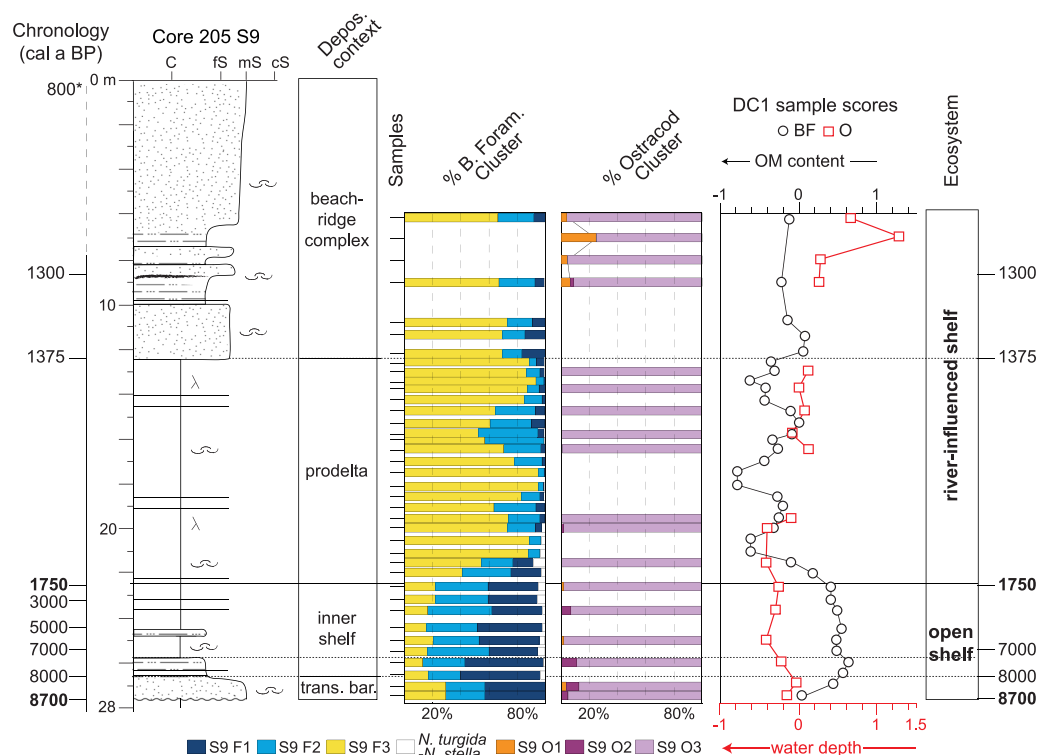 Chronology
(cal a BP)
Core 205 S9
C fS mS cS
Depos.
context
Samples
% B. Foram.
Cluster
% Ostracod
Cluster
DC1 sample scores
BF O
OM content
-1 0 1
Ecosystem
0 m
800*
beach-
ridge
complex
1300
10
1375
prodelta
20
1750
3000
5000
7000
8000
8700
28
inner
shelf
trans. bar.
river-influenced shelf
open
shelf
1300
1375
1750
7000
8000
8700
20% 80%
20% 80%
-1 0 1 1.5
water depth
S9 F1 S9 F2 S9 F3 N. turgida
-N. stella S9 O1 S9 O2 S9 O3